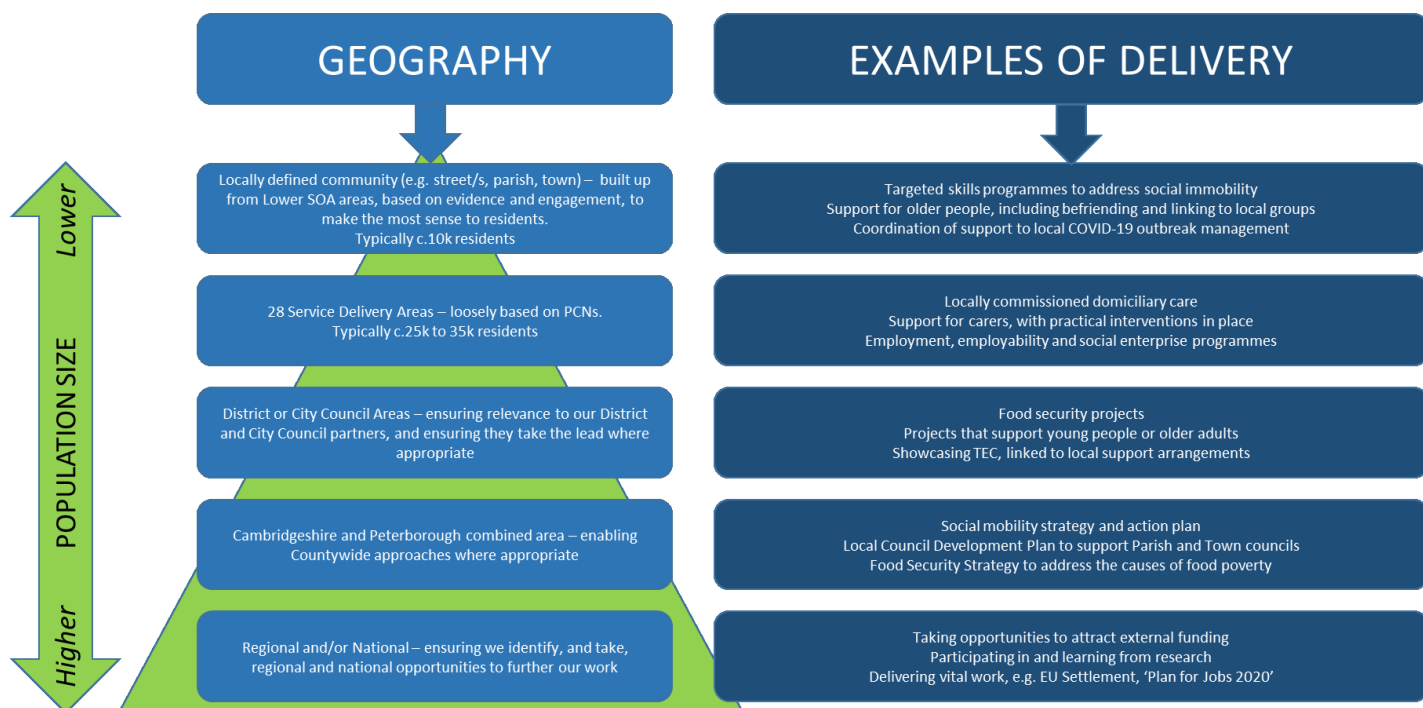 GEOGRAPHY
EXAMPLES OF DELIVERY
Lower
POPULATION SIZE
Higher
Locally defined community (e.g. street/s, parish, town) – built up
from Lower SOA areas, based on evidence and engagement, to
make the most sense to residents.
Typically c.10k residents
Targeted skills programmes to address social immobility
Support for older people, including befriending and linking to local groups
Coordination of support to local COVID-19 outbreak management
28 Service Delivery Areas – loosely based on PCNs.
Typically c.25k to 35k residents
Locally commissioned domiciliary care
Support for carers, with practical interventions in place
Employment, employability and social enterprise programmes
District or City Council Areas – ensuring relevance to our District
and City Council partners, and ensuring they take the lead where
appropriate
Food security projects
Projects that support young people or older adults
Showcasing TEC, linked to local support arrangements
Cambridgeshire and Peterborough combined area – enabling
Countywide approaches where appropriate
Social mobility strategy and action plan
Local Council Development Plan to support Parish and Town councils
Food Security Strategy to address the causes of food poverty
Regional and/or National – ensuring we identify, and take,
regional and national opportunities to further our work
Taking opportunities to attract external funding
Participating in and learning from research
Delivering vital work, e.g. EU Settlement, ‘Plan for Jobs 2020’